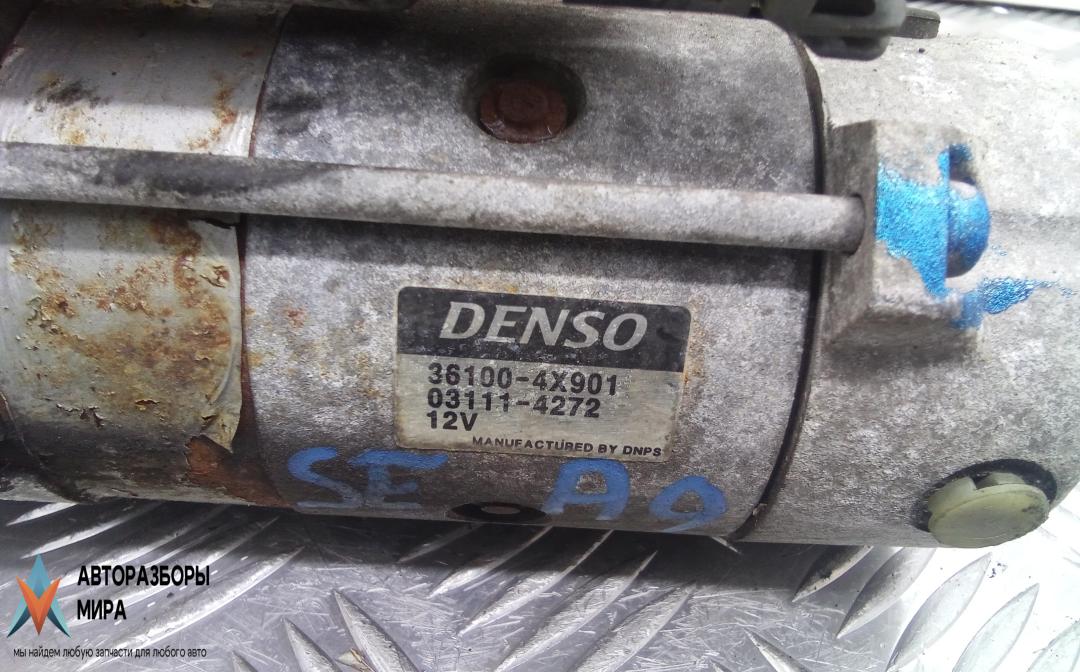 DENSO
36100-4X901
03111-4272
12V
MANUFACTURED BY DNPS
SE A9
АВТОРАЗБОРЫ
МИРА
мы найдем любую запчасти для любого авто